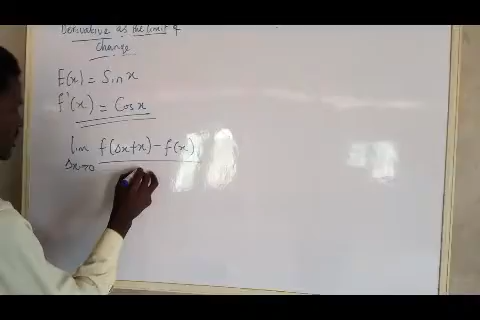 Derivative as the limit of
Change
F(x) = Sin x
f'(x) = Cos x
lim f(Δx+x) - f(x)
Δx→0